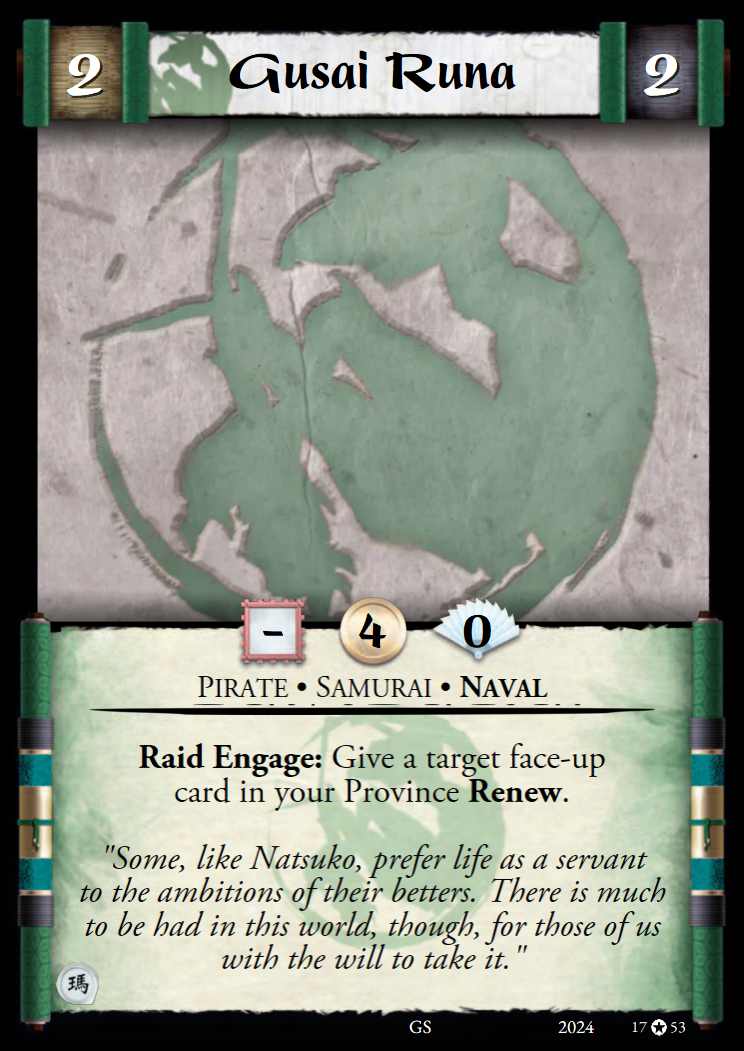 2 Gusai Runa 2
- 4 0
PIRATE • SAMURAI • NAVAL
Raid Engage: Give a target face-up
card in your Province Renew.
"Some, like Natsuko, prefer life as a servant
to the ambitions of their betters. There is much
to be had in this world, though, for those of us
with the will to take it."
瑪
GS 2024 17 ✪ 53